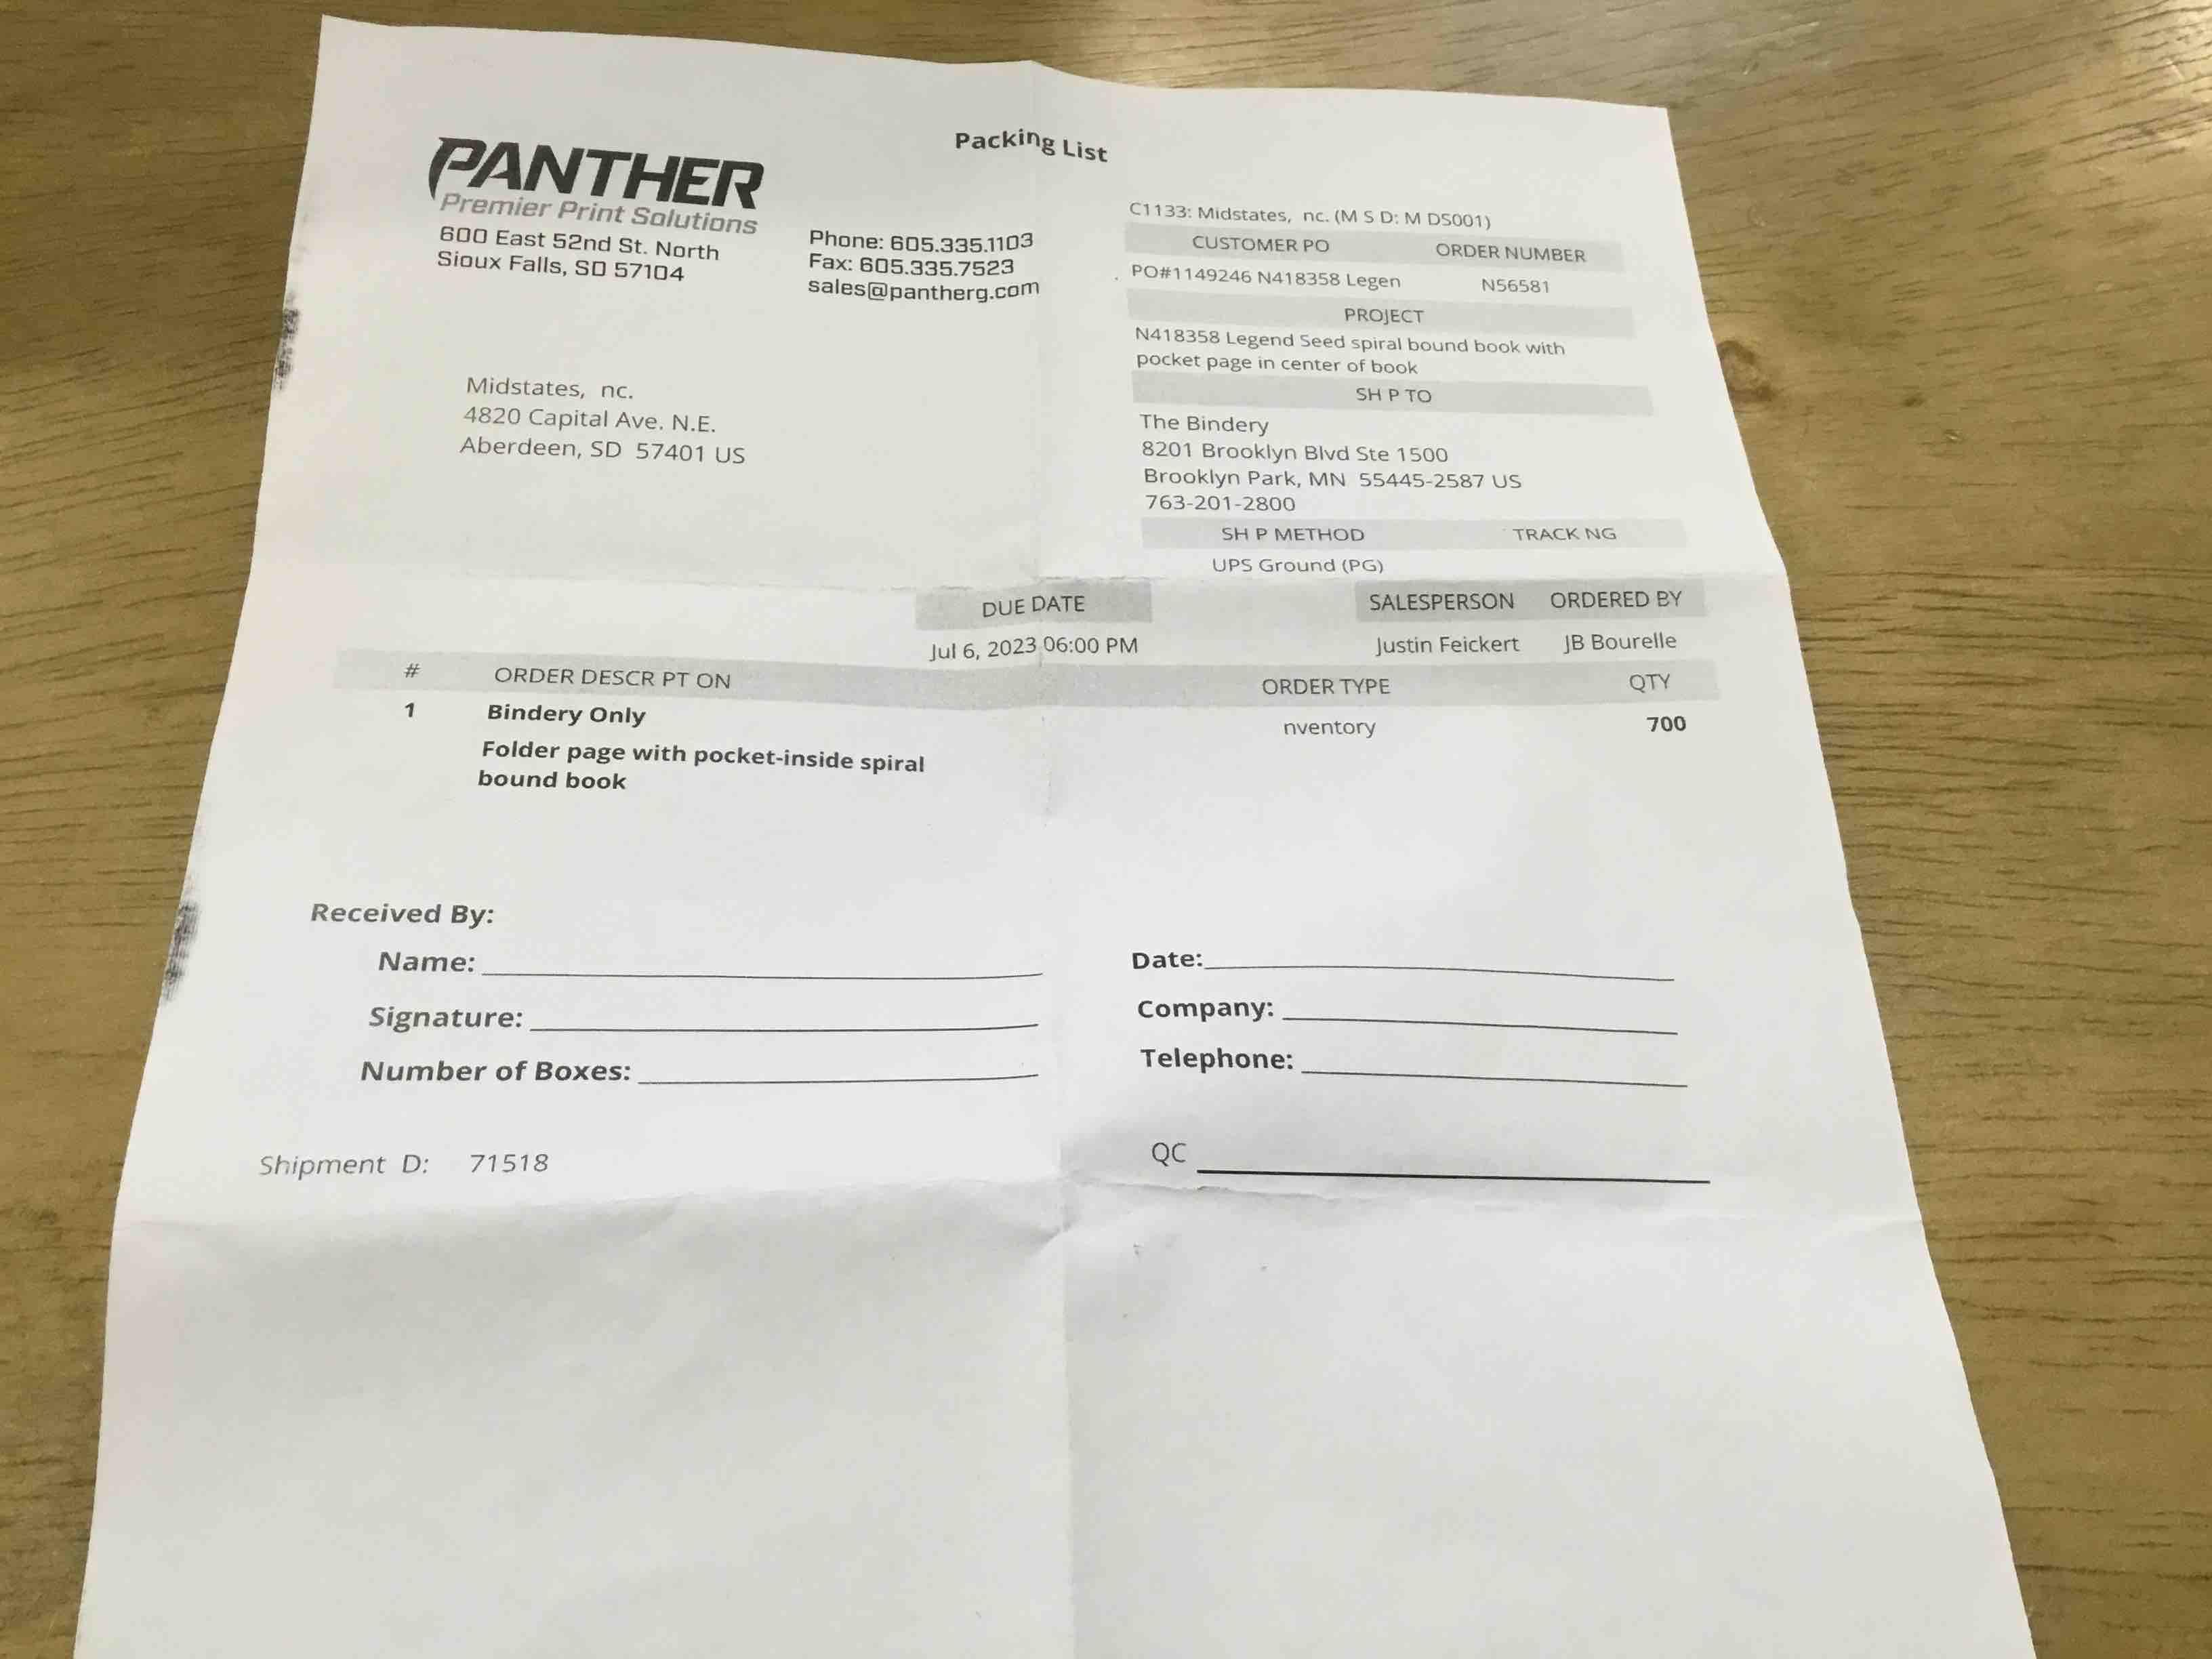 Packing List
PANTHER
Premier Print Solutions
600 East 52nd St. North
Sioux Falls, SD 57104
Phone: 605.335.1103
Fax: 605.335.7523
sales@pantherg.com
C1133: Midstates, nc. (M S D: M DS001)
CUSTOMER PO ORDER NUMBER
PO#1149246 N418358 Legen N56581
PROJECT
N418358 Legend Seed spiral bound book with
pocket page in center of book
SH P TO
The Bindery
8201 Brooklyn Blvd Ste 1500
Brooklyn Park, MN 55445-2587 US
763-201-2800
SH P METHOD TRACK NG
UPS Ground (PG)
Midstates, nc.
4820 Capital Ave. N.E.
Aberdeen, SD 57401 US
DUE DATE SALESPERSON ORDERED BY
Jul 6, 2023 06:00 PM Justin Feickert JB Bourelle
# ORDER DESCR PT ON ORDER TYPE QTY
1 Bindery Only nventory 700
Folder page with pocket-inside spiral
bound book
Received By:
Name: Date:
Signature: Company:
Number of Boxes: Telephone:
Shipment D: 71518 QC